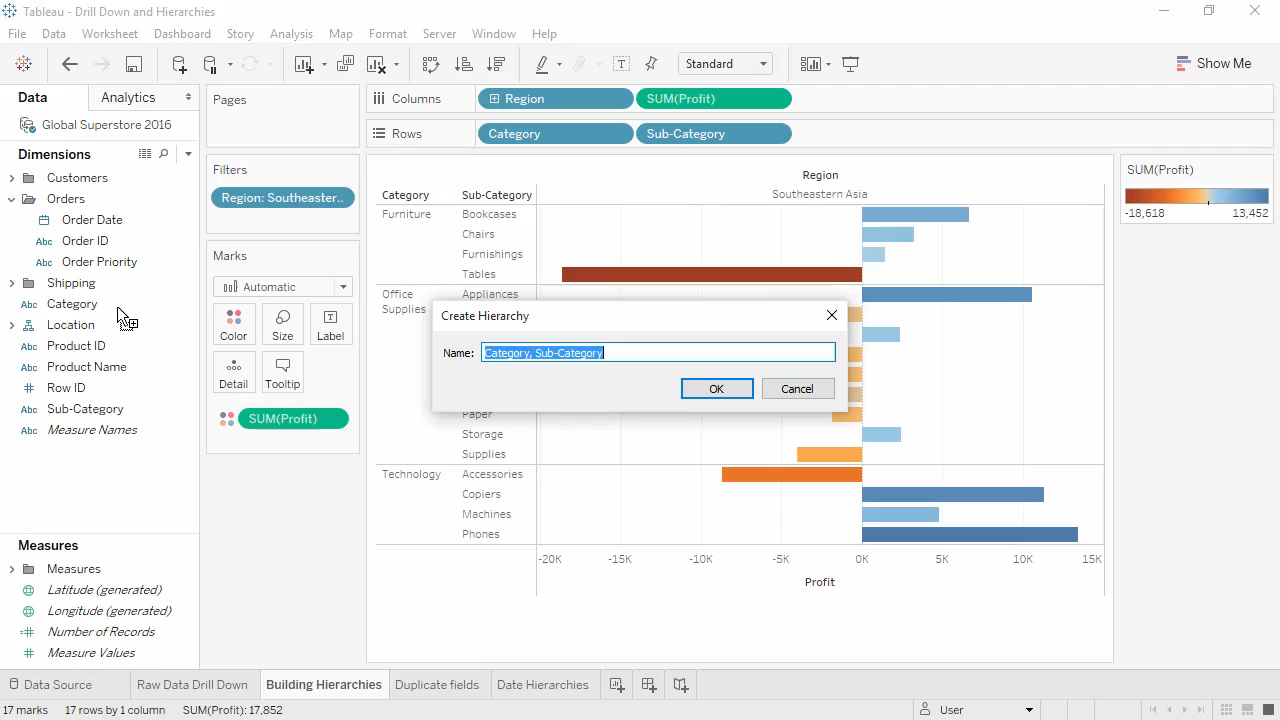 Tableau - Drill Down and Hierarchies
File Data Worksheet Dashboard Story Analysis Map Format Server Window Help
Standard
Show Me
Data Analytics
Global Superstore 2016
Dimensions
Customers
Orders
Order Date
Abc Order ID
Abc Order Priority
Shipping
Abc Category
Location
Abc Product ID
Abc Product Name
# Row ID
Abc Sub-Category
Abc Measure Names
Measures
Measures
Latitude (generated)
Longitude (generated)
Number of Records
Measure Values
Pages
Filters
Region: Southeaster..
Marks
Automatic
Color Size Label
Detail Tooltip
SUM(Profit)
Columns Region SUM(Profit)
Rows Category Sub-Category
Region
Category Sub-Category Southeastern Asia
Furniture Bookcases
Chairs
Furnishings
Tables
Office Supplies Appliances
Paper
Storage
Supplies
Technology Accessories
Copiers
Machines
Phones
-20K -15K -10K -5K 0K 5K 10K 15K
Profit
Create Hierarchy
Name: Category, Sub-Category
OK Cancel
SUM(Profit)
-18,618 13,452
Data Source Raw Data Drill Down Building Hierarchies Duplicate fields Date Hierarchies
17 marks 17 rows by 1 column SUM(Profit): 17,852 User